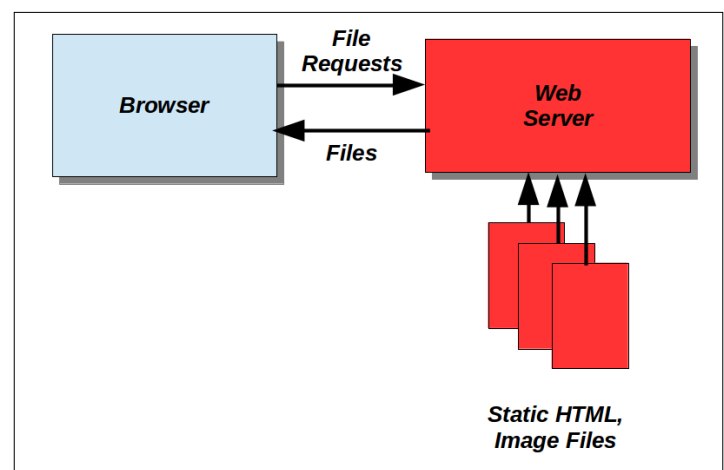 File
Requests
Browser
Web
Server
Files
Static HTML,
Image Files